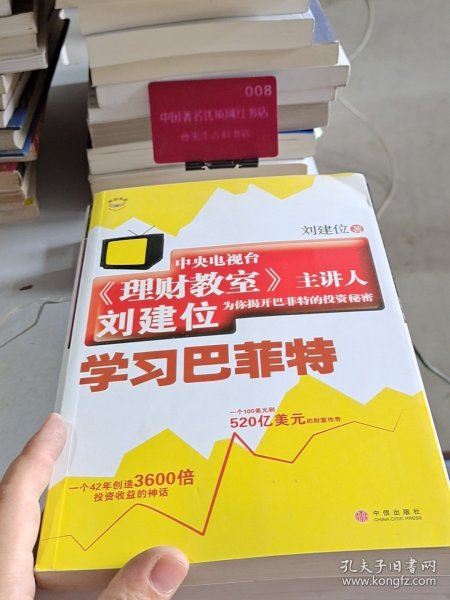 008
中国著名优质网红书店
刘建位 著
中央电视台
《理财教室》主讲人
刘建位 为你揭开巴菲特的投资秘密
学习巴菲特
一个100美元到
520亿美元的财富传奇
一个42年创造3600倍
投资收益的神话
中信出版社
CHINA CITIC PRESS
孔夫子旧书网
www.kongfz.com